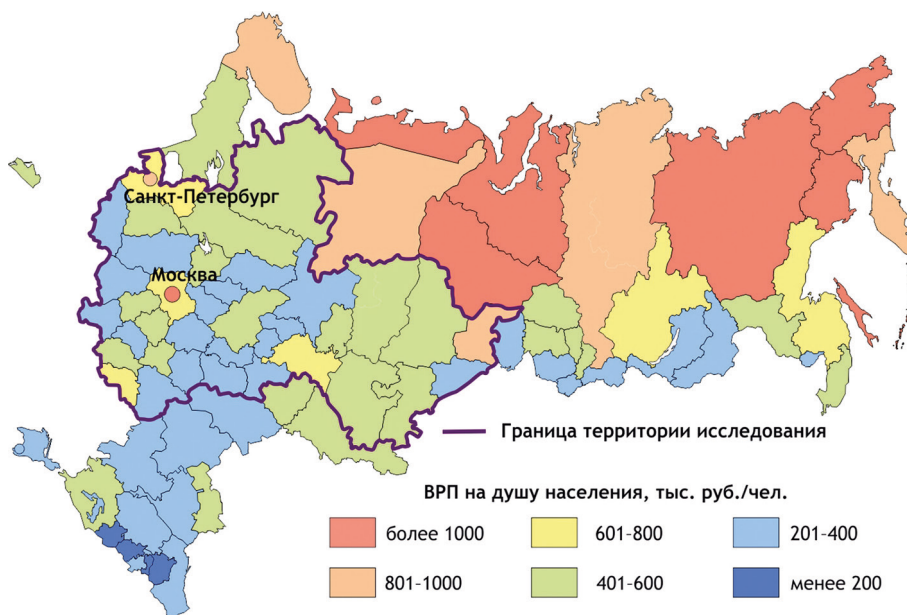 Санкт-Петербург
Москва
Граница территории исследования
ВРП на душу населения, тыс. руб./чел.
более 1000
601-800
201-400
801-1000
401-600
менее 200